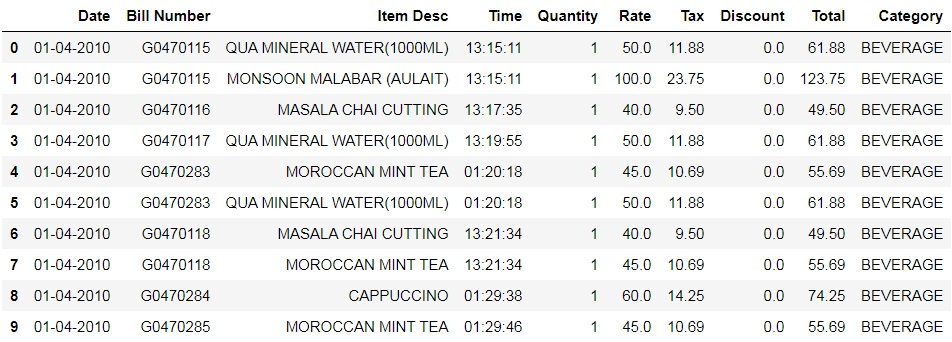 Date Bill Number Item Desc Time Quantity Rate Tax Discount Total Category
0 01-04-2010 G0470115 QUA MINERAL WATER(1000ML) 13:15:11 1 50.0 11.88 0.0 61.88 BEVERAGE
1 01-04-2010 G0470115 MONSOON MALABAR (AULAIT) 13:15:11 1 100.0 23.75 0.0 123.75 BEVERAGE
2 01-04-2010 G0470116 MASALA CHAI CUTTING 13:17:35 1 40.0 9.50 0.0 49.50 BEVERAGE
3 01-04-2010 G0470117 QUA MINERAL WATER(1000ML) 13:19:55 1 50.0 11.88 0.0 61.88 BEVERAGE
4 01-04-2010 G0470283 MOROCCAN MINT TEA 01:20:18 1 45.0 10.69 0.0 55.69 BEVERAGE
5 01-04-2010 G0470283 QUA MINERAL WATER(1000ML) 01:20:18 1 50.0 11.88 0.0 61.88 BEVERAGE
6 01-04-2010 G0470118 MASALA CHAI CUTTING 13:21:34 1 40.0 9.50 0.0 49.50 BEVERAGE
7 01-04-2010 G0470118 MOROCCAN MINT TEA 13:21:34 1 45.0 10.69 0.0 55.69 BEVERAGE
8 01-04-2010 G0470284 CAPPUCCINO 01:29:38 1 60.0 14.25 0.0 74.25 BEVERAGE
9 01-04-2010 G0470285 MOROCCAN MINT TEA 01:29:46 1 45.0 10.69 0.0 55.69 BEVERAGE